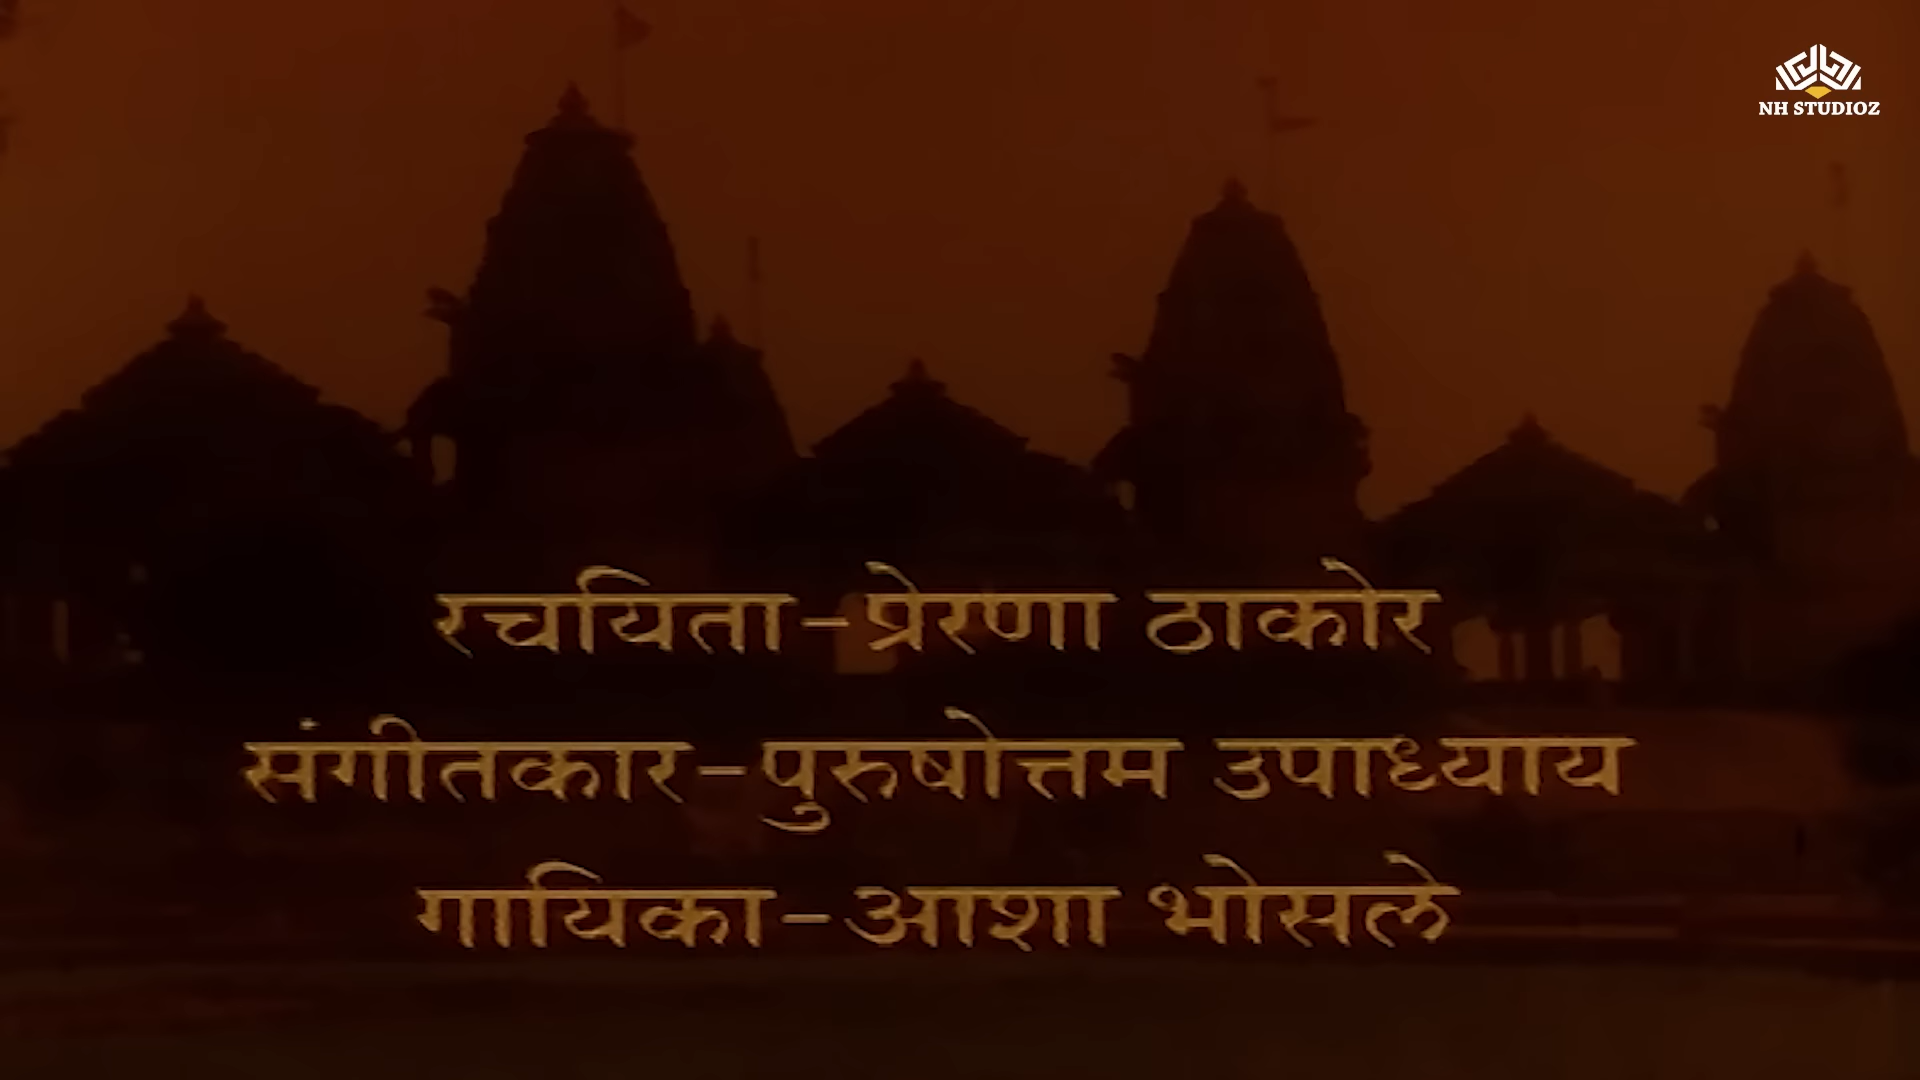 NH STUDIOZ
रचयिता-प्रेरणा ठाकोर
संगीतकार-पुरुषोत्तम उपाध्याय
गायिका-आशा भोसले